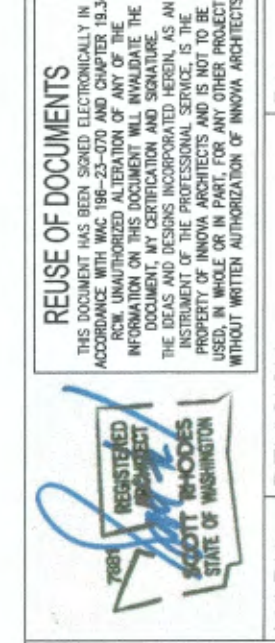 REUSE OF DOCUMENTS
THIS DOCUMENT HAS BEEN SIGNED ELECTRONICALLY IN
ACCORDANCE WITH WAC 196-23-070 AND CHAPTER 19.3
RCW. UNAUTHORIZED ALTERATION OF ANY OF THE
INFORMATION ON THIS DOCUMENT WILL INVALIDATE THE
DOCUMENT, MY CERTIFICATION AND SIGNATURE.
THE IDEAS AND DESIGNS INCORPORATED HEREIN, AS AN
INSTRUMENT OF THE PROFESSIONAL SERVICE, IS THE
PROPERTY OF INNOVA ARCHITECTS AND IS NOT TO BE
USED, IN WHOLE OR IN PART, FOR ANY OTHER PROJECT
WITHOUT WRITTEN AUTHORIZATION OF INNOVA ARCHITECTS
7881
REGISTERED
ARCHITECT
SCOTT RHODES
STATE OF WASHINGTON